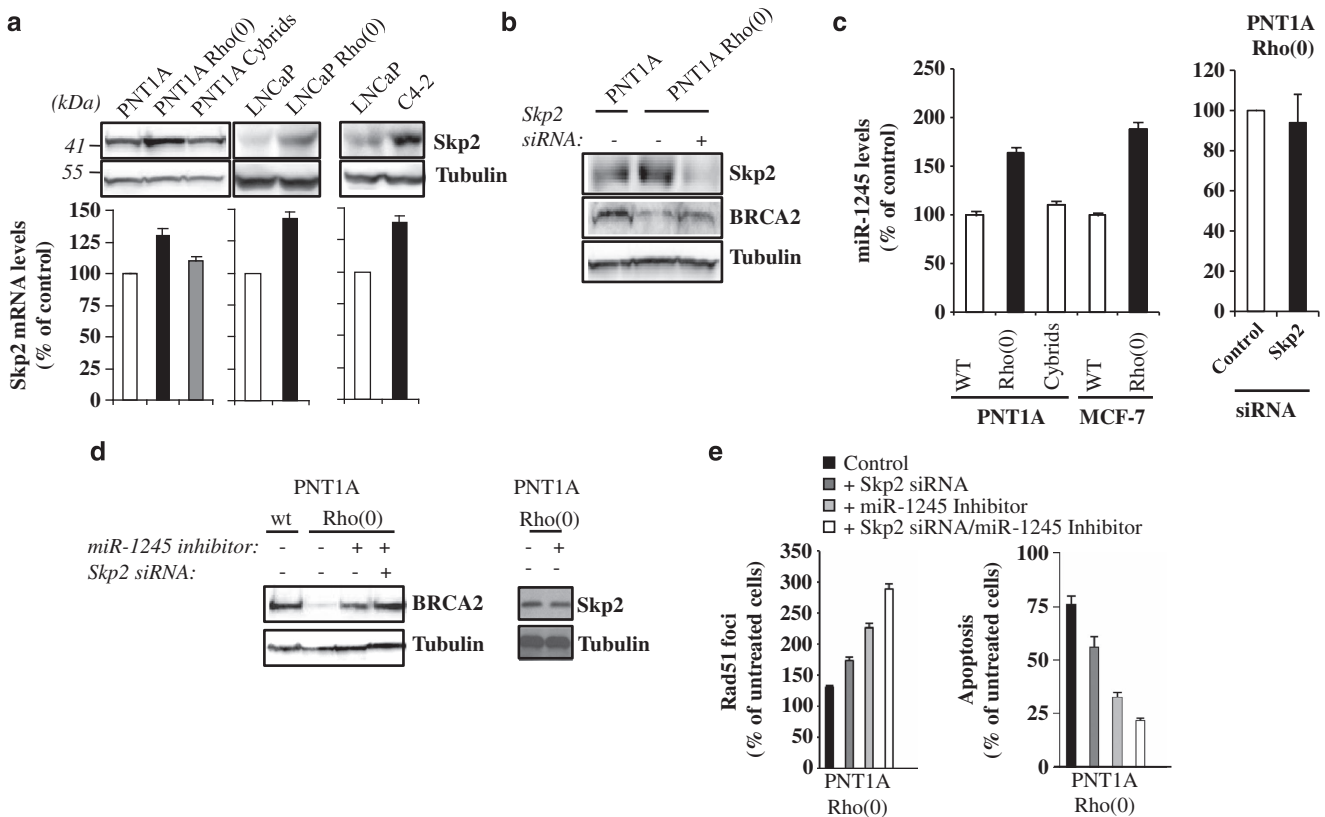 a
(kDa)
PNT1A
PNT1A Rho(0)
PNT1A Cybrids
LNCaP
LNCaP Rho(0)
LNCaP
C4-2
41
55
Skp2
Tubulin
Skp2 mRNA levels
(% of control)
150
125
100
75
50
25
0
b
PNT1A
PNT1A Rho(0)
Skp2
siRNA: - - +
Skp2
BRCA2
Tubulin
c
miR-1245 levels
(% of control)
250
200
150
100
50
0
WT
Rho(0)
Cybrids
WT
Rho(0)
PNT1A MCF-7
PNT1A
Rho(0)
120
100
80
60
40
20
0
Control
Skp2
siRNA
d
PNT1A
wt Rho(0)
miR-1245 inhibitor: - - + +
Skp2 siRNA: - - - +
BRCA2
Tubulin
PNT1A
Rho(0)
- +
- -
Skp2
Tubulin
e
Control
+ Skp2 siRNA
+ miR-1245 Inhibitor
+ Skp2 siRNA/miR-1245 Inhibitor
Rad51 foci
(% of untreated cells)
350
300
250
200
150
100
50
0
PNT1A
Rho(0)
Apoptosis
(% of untreated cells)
100
75
50
25
0
PNT1A
Rho(0)